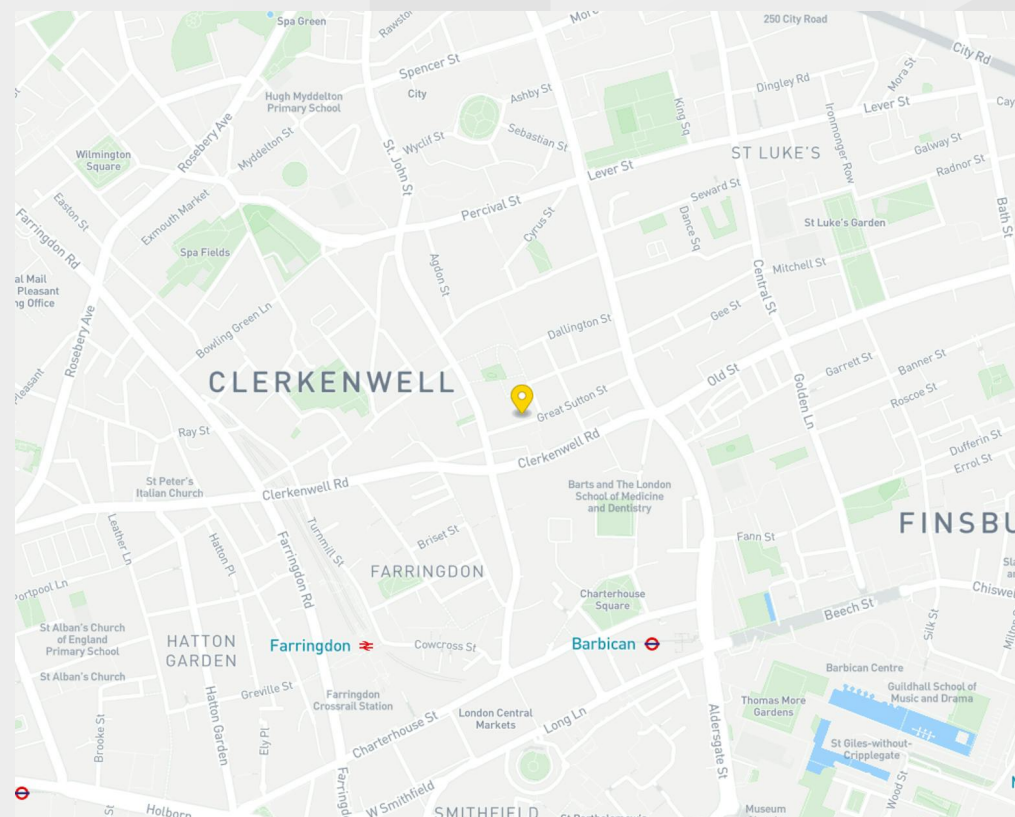 Spa Green
Rawsto
More
250 City Road
City Rd
Spencer St
City
Ashby St
Hugh Myddelton
Primary School
Dingley Rd
Mora St
Lever St
Cay
King Sq
Ironmonger Row
Rosebery Ave
Myddelton St
St. John St
Wyclif St
Sebastian St
Galway St
Radnor St
ST LUKE'S
Wilmington
Square
Lever St
Seward St
Easton St
Exmouth Market
Percival St
Cyrus St
Dance Sq
St Luke's Garden
Bath St
Farringdon Rd
Spa Fields
Agdon St
Central St
Mitchell St
al Mail
Pleasant
ng Office
Rosebery Ave
Bowling Green Ln
Dallington St
Gee St
Pleasant
CLERKENWELL
Old St
Garrett St
Banner St
Great Sutton St
Golden Ln
Roscoe St
Ray St
Clerkenwell Rd
Dufferin St
Errol St
St Peter's
Italian Church
Clerkenwell Rd
Barts and The London
School of Medicine
and Dentistry
FINSBU
Leather Ln
Hatton Pl
Turnmill St
Farringdon Rd
Briset St
Fann St
FARRINGDON
Portpool Ln
Charterhouse
Square
Beech St
Chiswel
Silk St
Milton
St Alban's Church
of England
Primary School
HATTON
GARDEN
Farringdon
Cowcross St
Barbican
Barbican Centre
St Alban's Church
Greville St
Farringdon
Crossrail Station
Guildhall School of
Music and Drama
Thomas More
Gardens
Hatton Garden
Brooke St
Ely Pl
Charterhouse St
London Central
Markets
Long Ln
Aldersgate St
St Giles-without-
Cripplegate
Wood St
Farringd
W Smithfield
Holborn
SMITHFIELD
Museum